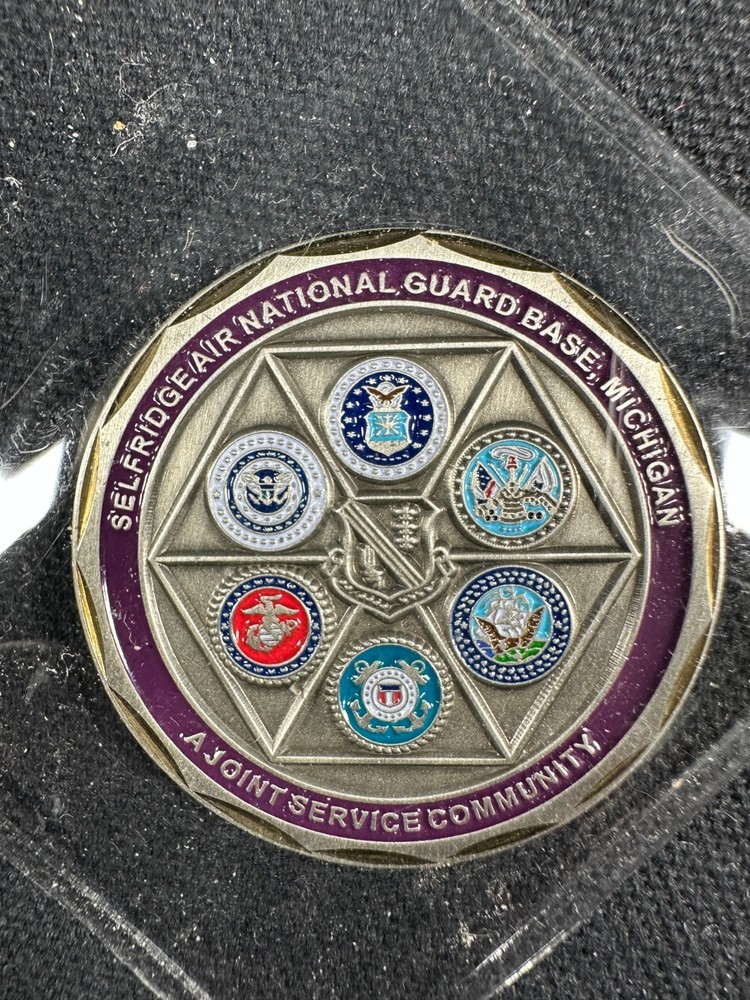 SELFRIDGE AIR NATIONAL GUARD BASE, MICHIGAN
A JOINT SERVICE COMMUNITY